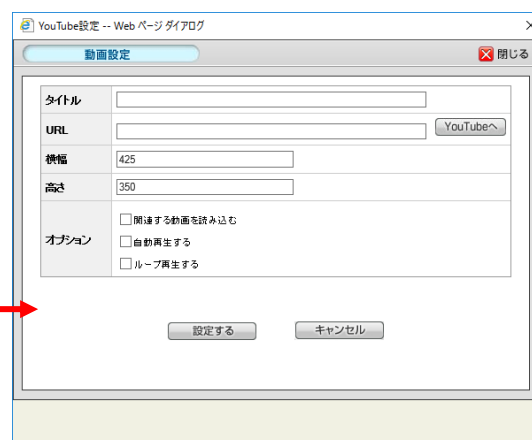 YouTube設定 -- Web ページ ダイアログ
動画設定
閉じる
タイトル
URL
YouTubeへ
横幅
425
高さ
350
オプション
関連する動画を読み込む
自動再生する
ループ再生する
設定する
キャンセル